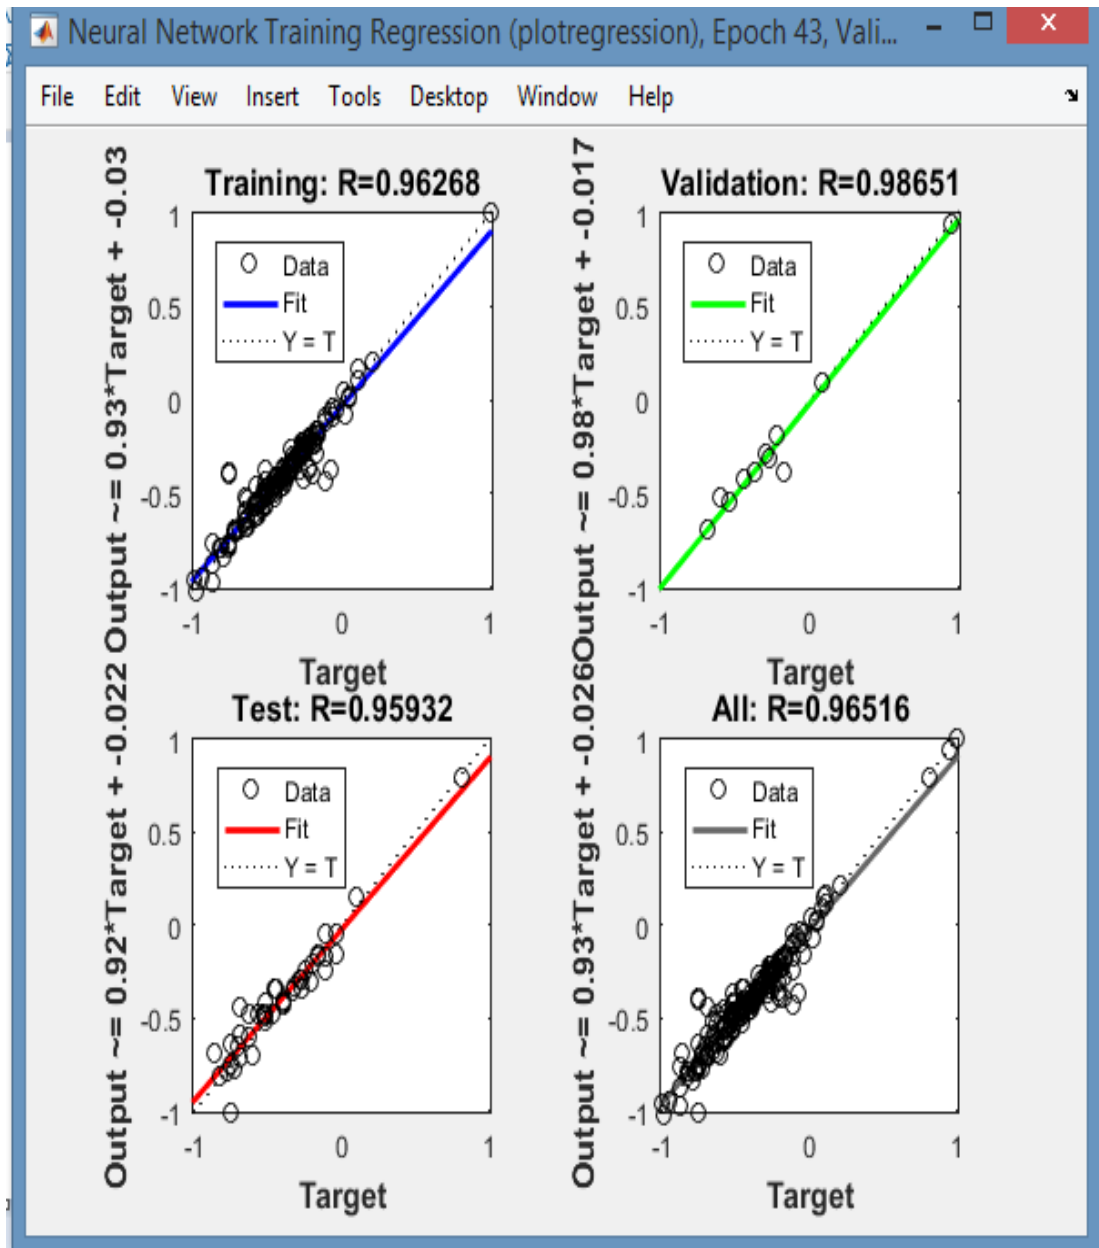 Neural Network Training Regression (plotregression), Epoch 43, Vali...
File Edit View Insert Tools Desktop Window Help
Training: R=0.96268
Output ~= 0.93*Target + -0.03
1
0.5
0
-0.5
-1
Data
Fit
Y = T
-1 0 1
Target
Validation: R=0.98651
Output ~= 0.98*Target + -0.017
1
0.5
0
-0.5
-1
Data
Fit
Y = T
-1 0 1
Target
Test: R=0.95932
Output ~= 0.92*Target + -0.022
1
0.5
0
-0.5
-1
Data
Fit
Y = T
-1 0 1
Target
All: R=0.96516
Output ~= 0.93*Target + -0.026
1
0.5
0
-0.5
-1
Data
Fit
Y = T
-1 0 1
Target